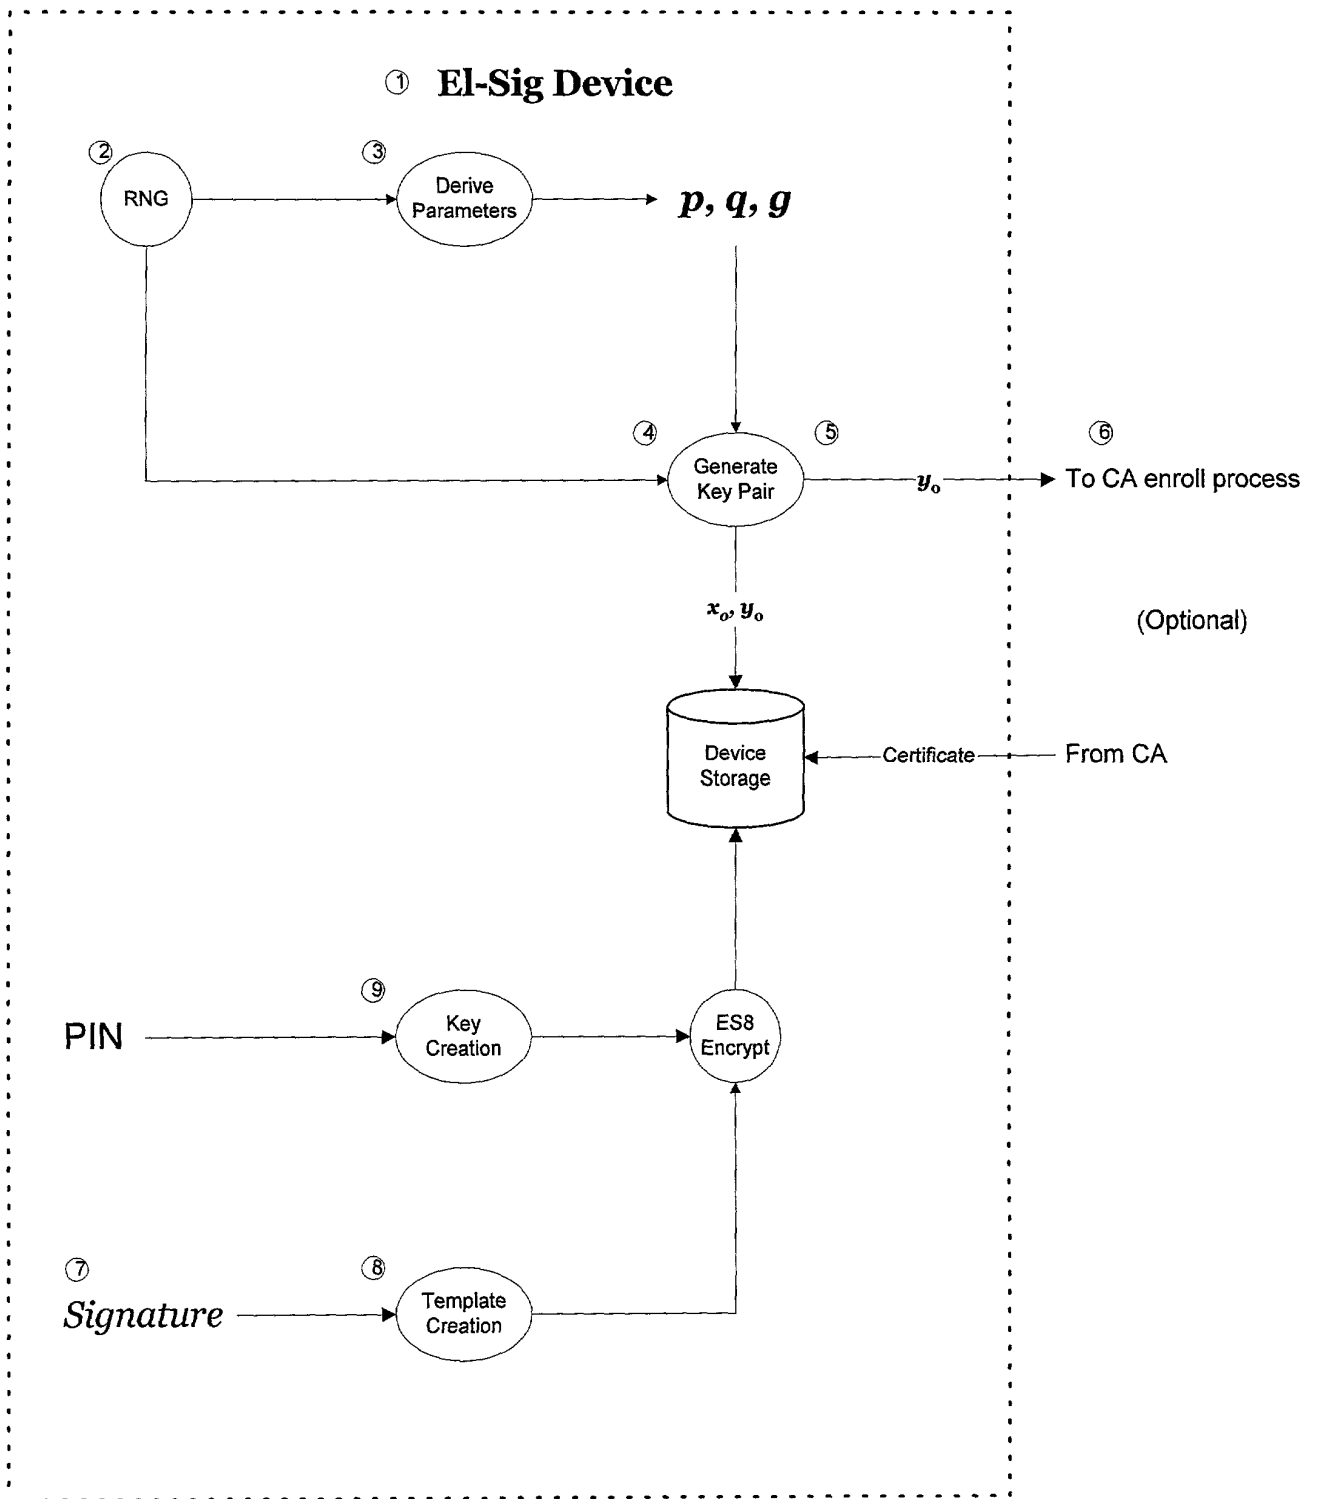 ① El-Sig Device
② ③
RNG
Derive
Parameters
p, q, g
④ ⑤ ⑥
Generate
Key Pair
yo
To CA enroll process
xo, yo
(Optional)
Device
Storage
Certificate
From CA
⑨
PIN
Key
Creation
ES8
Encrypt
⑦ ⑧
Signature
Template
Creation